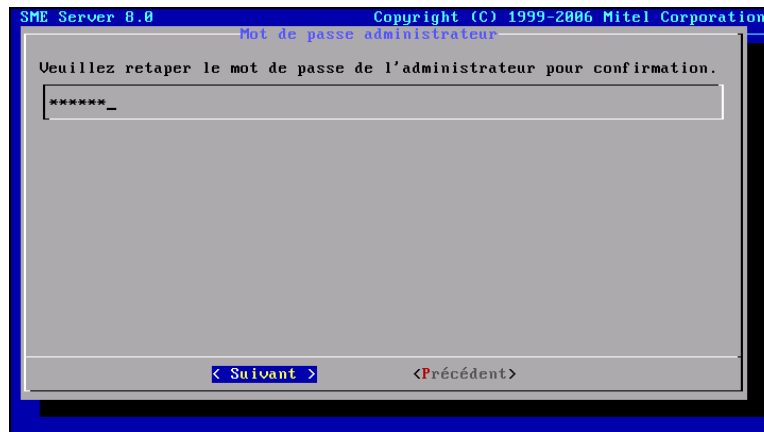 SME Server 8.0 Copyright (C) 1999-2006 Mitel Corporation
Mot de passe administrateur
Veuillez retaper le mot de passe de l'administrateur pour confirmation.
******_
< Suivant > <Précédent>